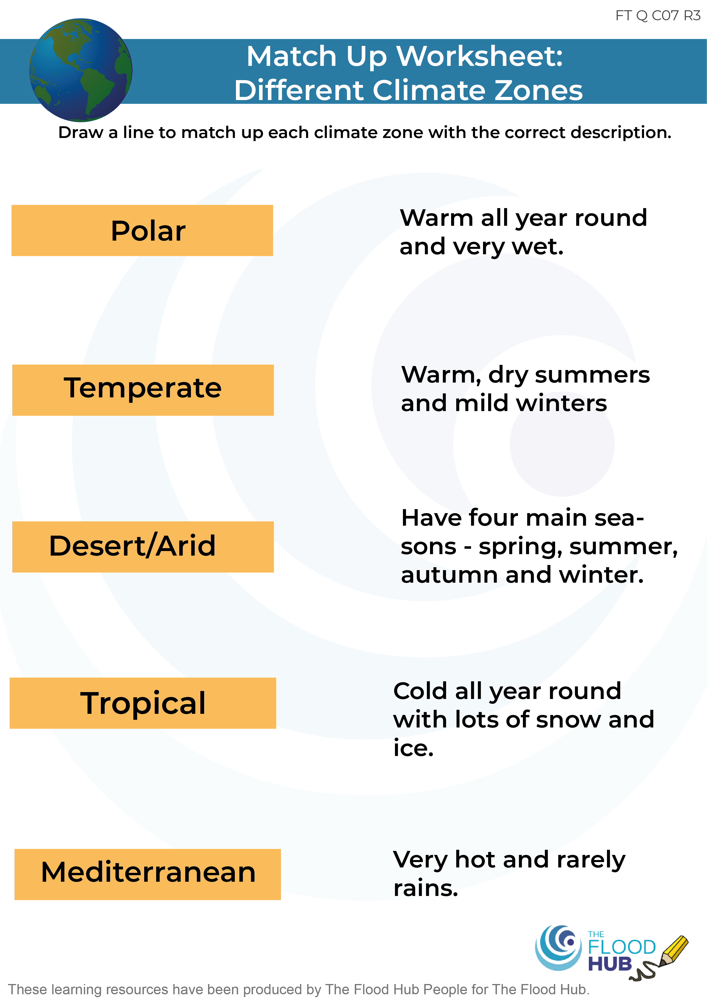 FT Q C07 R3
Match Up Worksheet:
Different Climate Zones
Draw a line to match up each climate zone with the correct description.
Polar
Warm all year round
and very wet.
Temperate
Warm, dry summers
and mild winters
Desert/Arid
Have four main sea-
sons - spring, summer,
autumn and winter.
Tropical
Cold all year round
with lots of snow and
ice.
Mediterranean
Very hot and rarely
rains.
THE
FLOOD
HUB
These learning resources have been produced by The Flood Hub People for The Flood Hub.